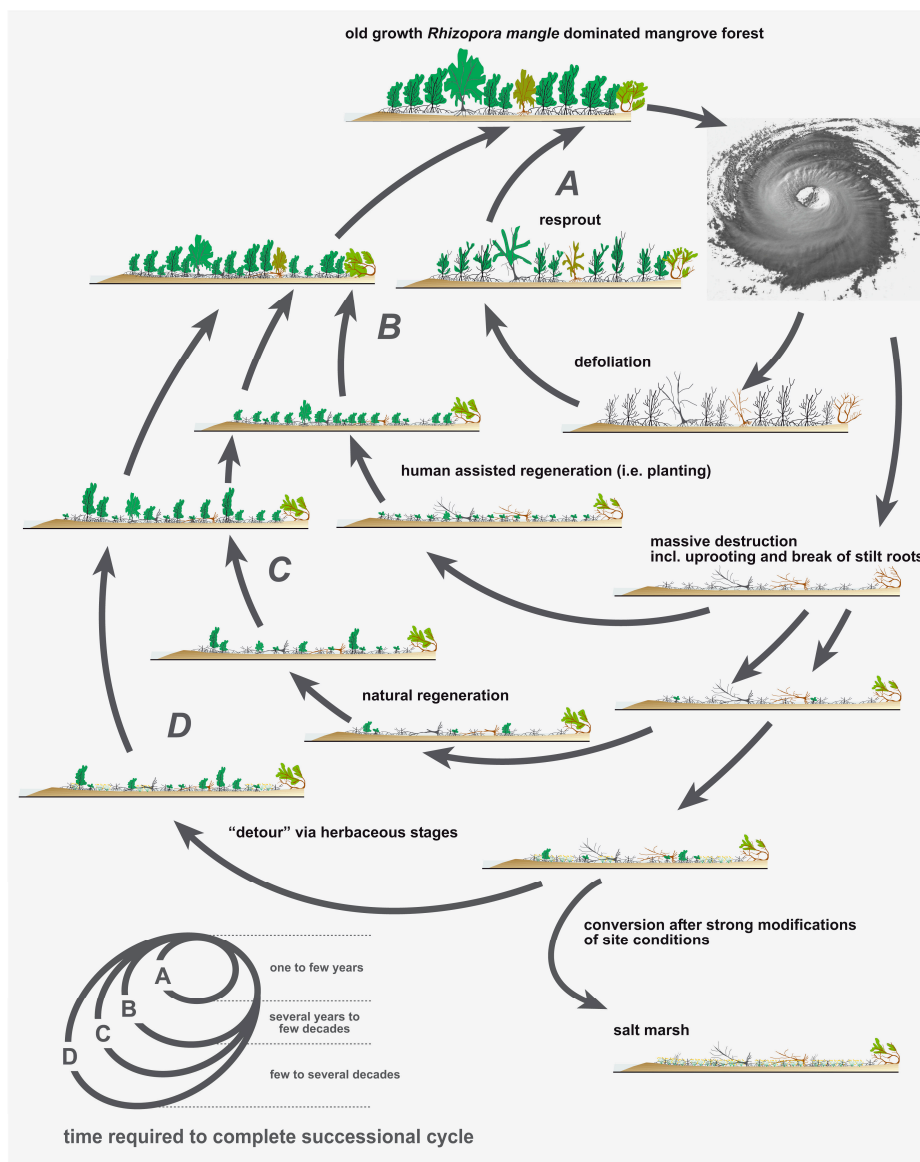 old growth Rhizopora mangle dominated mangrove forest
A
resprout
B
defoliation
human assisted regeneration (i.e. planting)
massive destruction
incl. uprooting and break of stilt roots
C
natural regeneration
D
“detour” via herbaceous stages
conversion after strong modifications
of site conditions
salt marsh
A
one to few years
B
several years to
few decades
C
D
few to several decades
time required to complete successional cycle